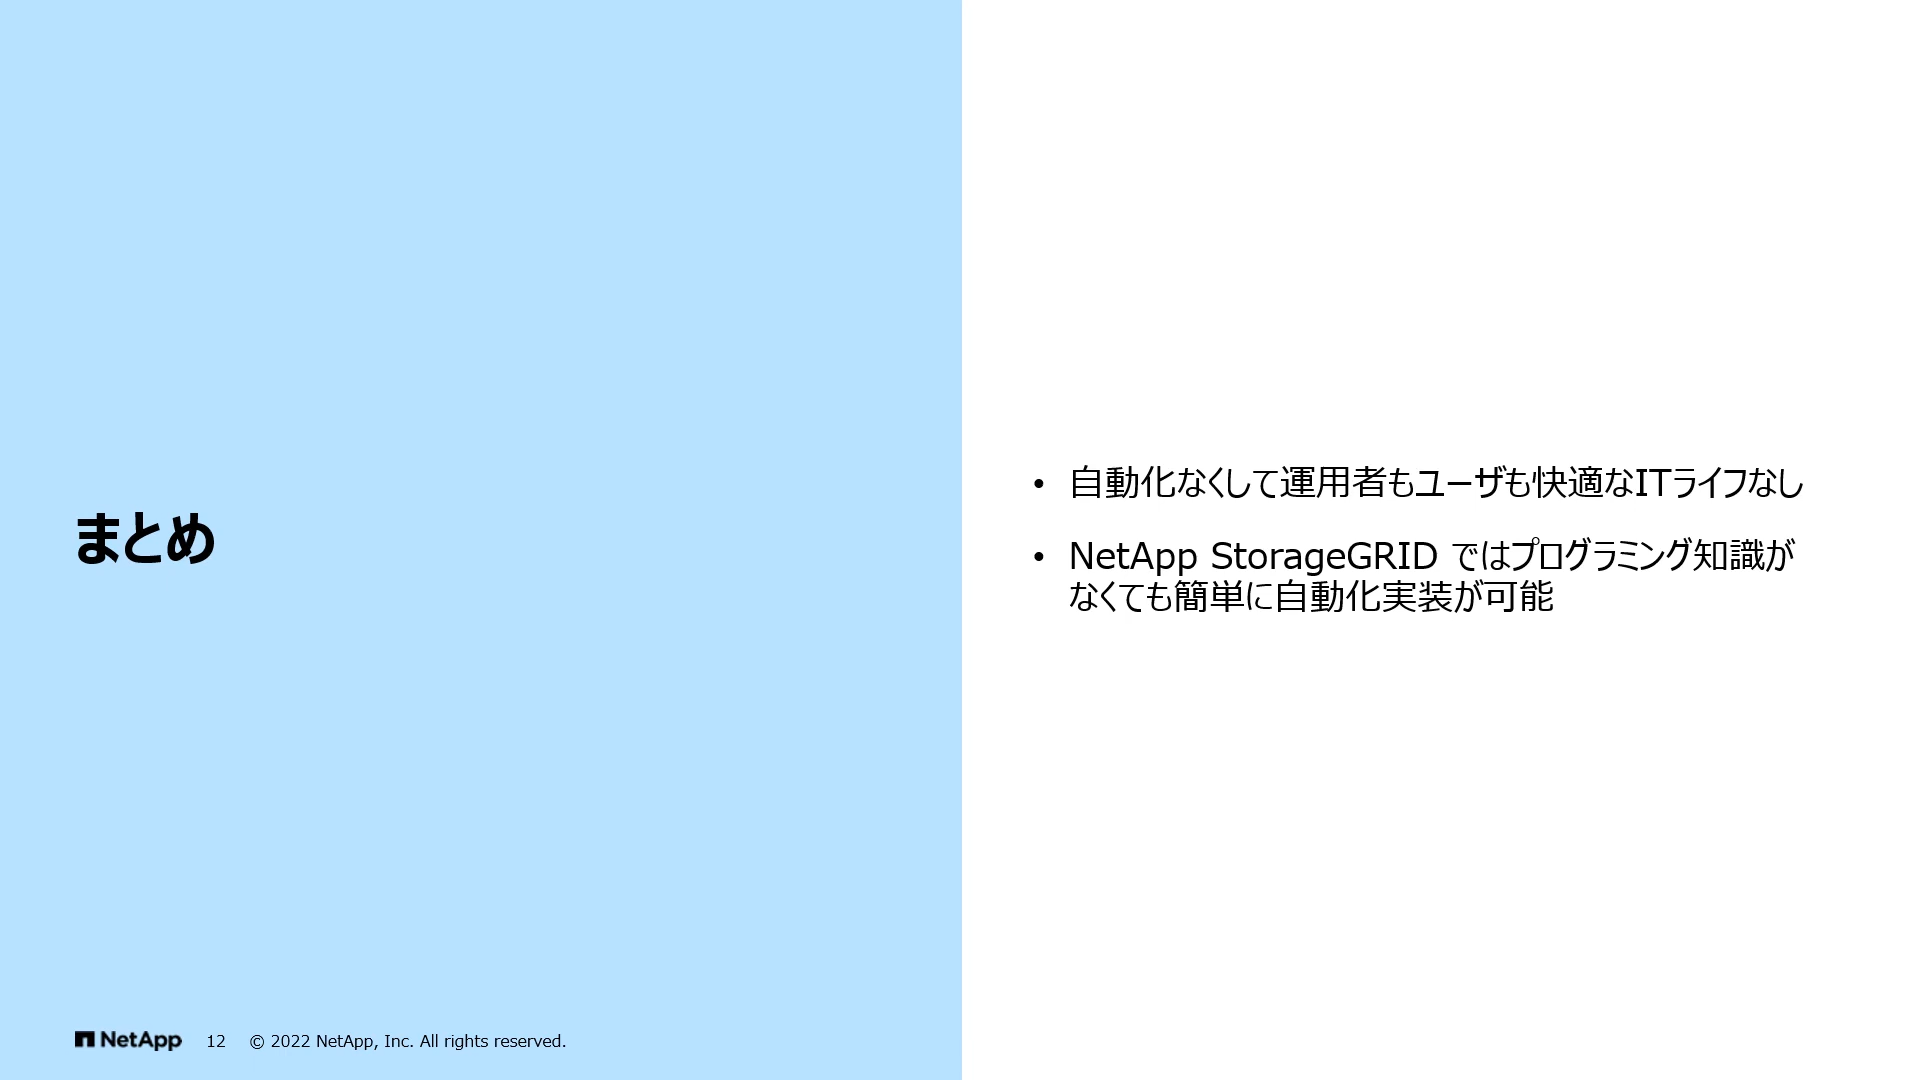 まとめ
• 自動化なくして運用者もユーザも快適なITライフなし
• NetApp StorageGRID ではプログラミング知識が
なくても簡単に自動化実装が可能
NetApp 12 © 2022 NetApp, Inc. All rights reserved.